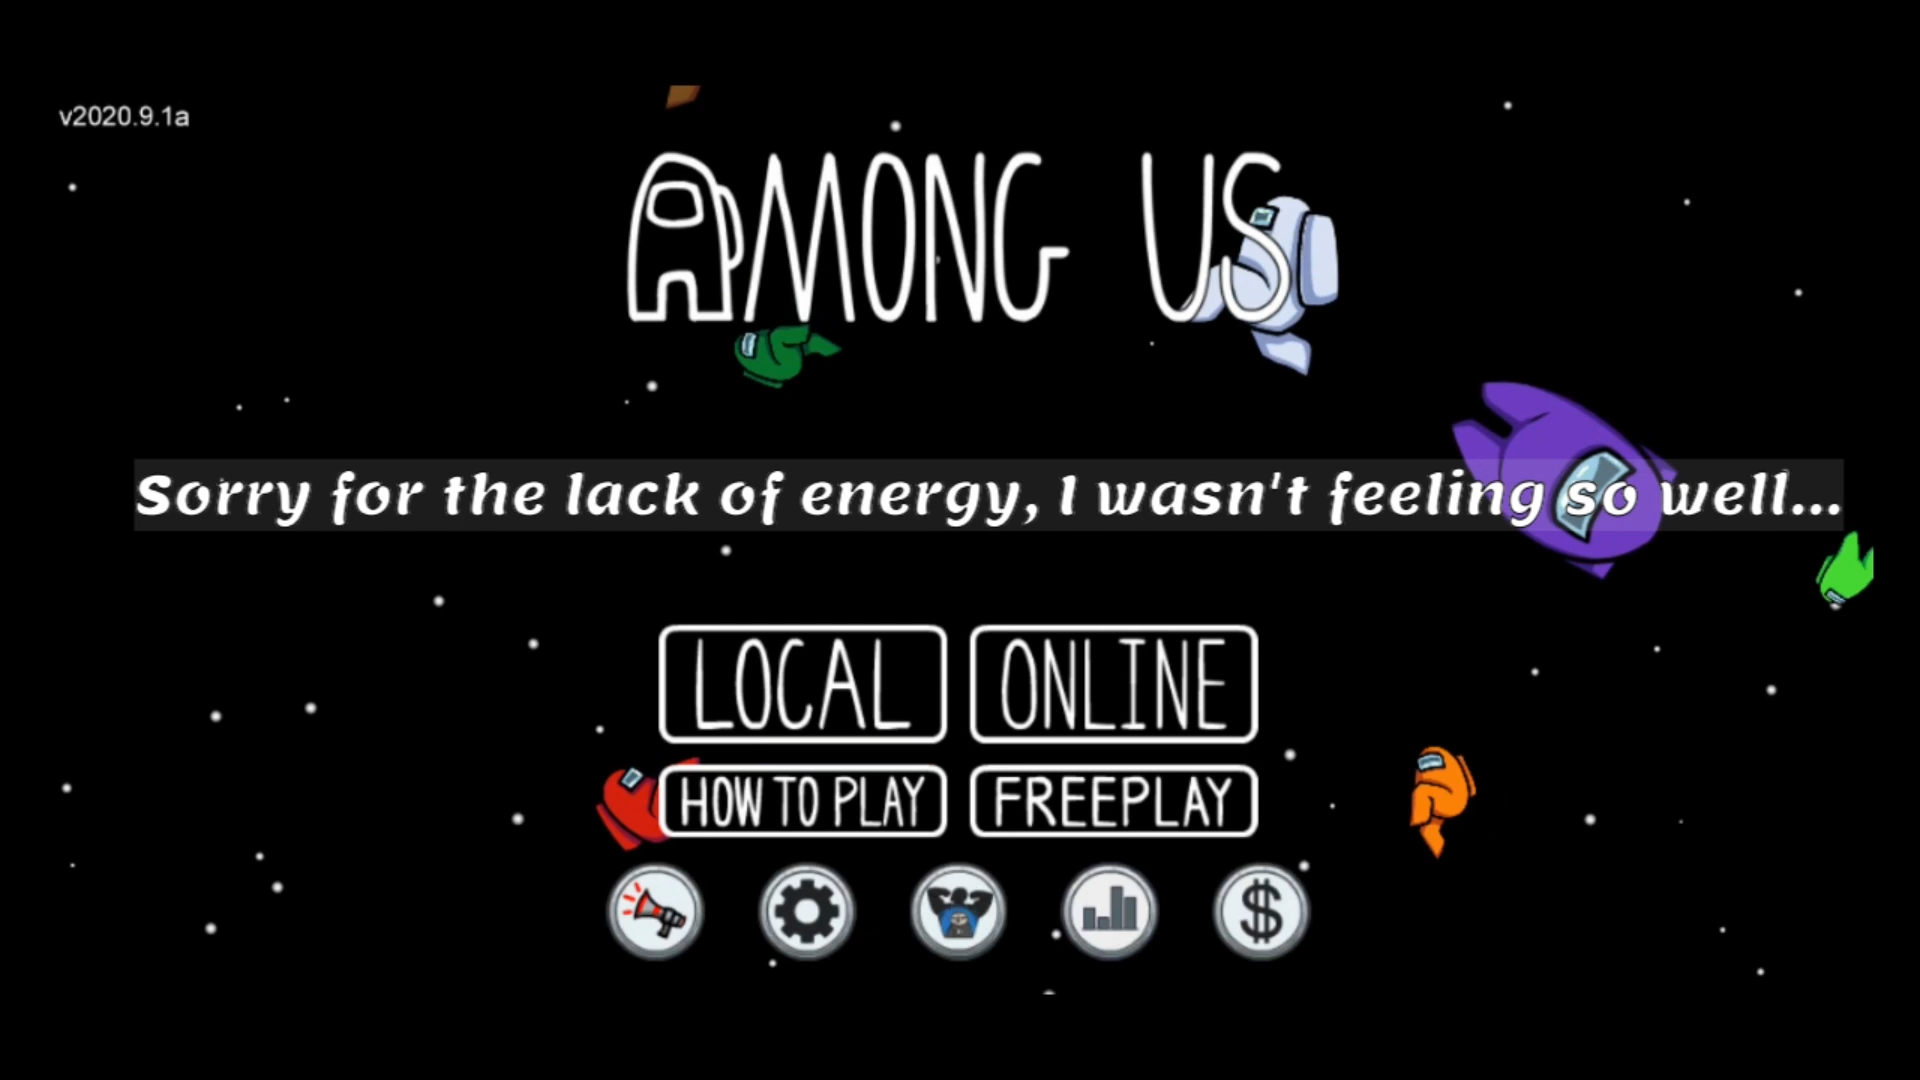 v2020.9.1a
AMONG US
Sorry for the lack of energy, I wasn't feeling so well...
LOCAL
ONLINE
HOW TO PLAY
FREEPLAY
$